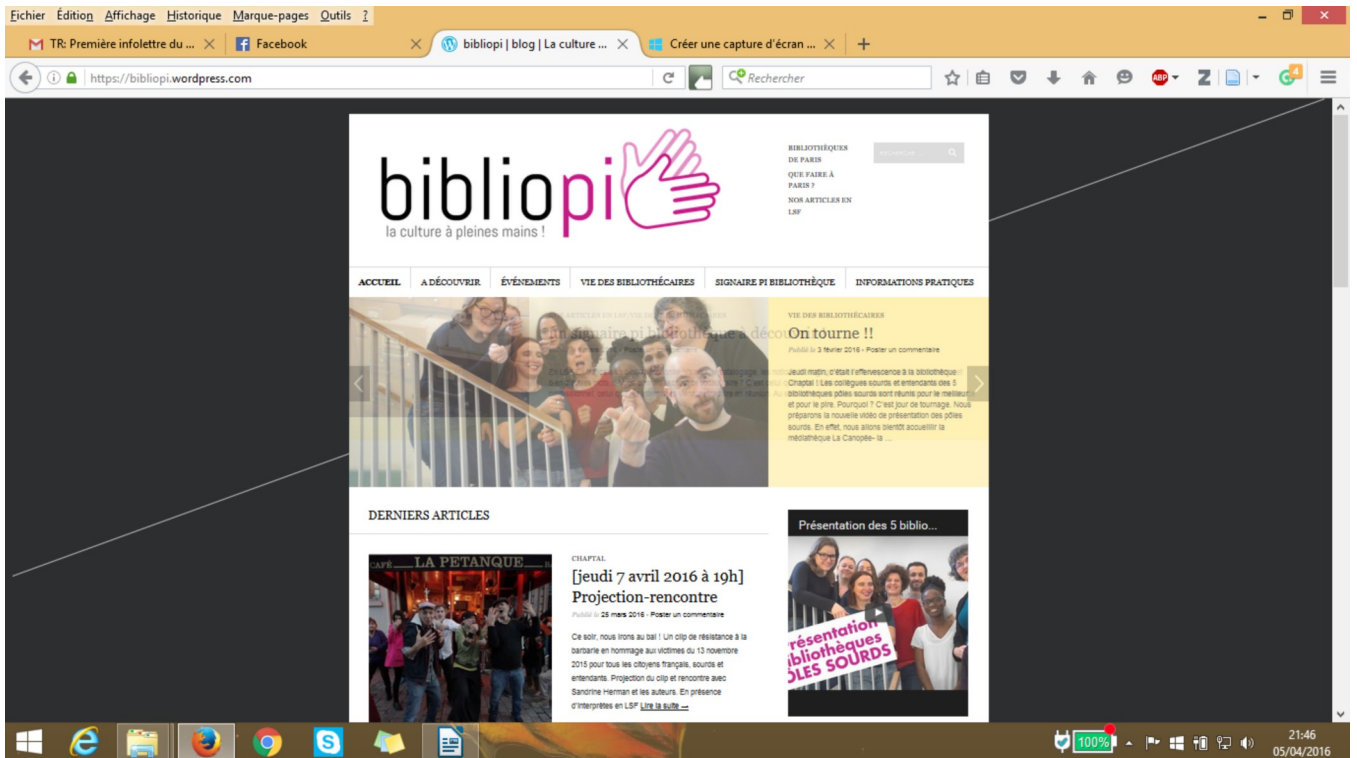 Fichier Édition Affichage Historique Marque-pages Outils ?
TR: Première infolettre du ...
Facebook
bibliopi | blog | La culture ...
Créer une capture d'écran ...
https://bibliopi.wordpress.com
Rechercher
ABP
Z
4
bibliopi
la culture à pleines mains !
BIBLIOTHÈQUES
DE PARIS
QUE FAIRE À
PARIS ?
NOS ARTICLES EN
LSF
ACCUEIL A DÉCOUVRIR ÉVÉNEMENTS VIE DES BIBLIOTHÉCAIRES SIGNAIRE PI BIBLIOTHÈQUE INFORMATIONS PRATIQUES
signaire pi bibliothèque à
VIE DES BIBLIOTHÉCAIRES
On tourne !!
Publié le 3 février 2016 - Poster un commentaire
Jeudi matin, c'était l'effervescence à la bibliothèque
Chaptal ! Les collègues sourds et entendants des 5
bibliothèques pôles sourds sont réunis pour le meilleur
et pour le pire. Pourquoi ? C'est jour de tournage. Nous
préparons la nouvelle vidéo de présentation des pôles
sourds. En effet, nous allons bientôt accueillir la
médiathèque La Canopée- la ...
DERNIERS ARTICLES
CAFÉ LA PETANQUE
CHAPTAL
[jeudi 7 avril 2016 à 19h]
Projection-rencontre
Publié le 25 mars 2016 - Poster un commentaire
Ce soir, nous irons au bal ! Un clip de résistance à la
barbarie en hommage aux victimes du 13 novembre
2015 pour tous les citoyens français, sourds et
entendants. Projection du clip et rencontre avec
Sandrine Herman et les auteurs. En présence
d'interprètes en LSF Lire la suite →
Présentation des 5 biblio...
résentation
ibliothèques
ÔLES SOURDS
100%
21:46
05/04/2016